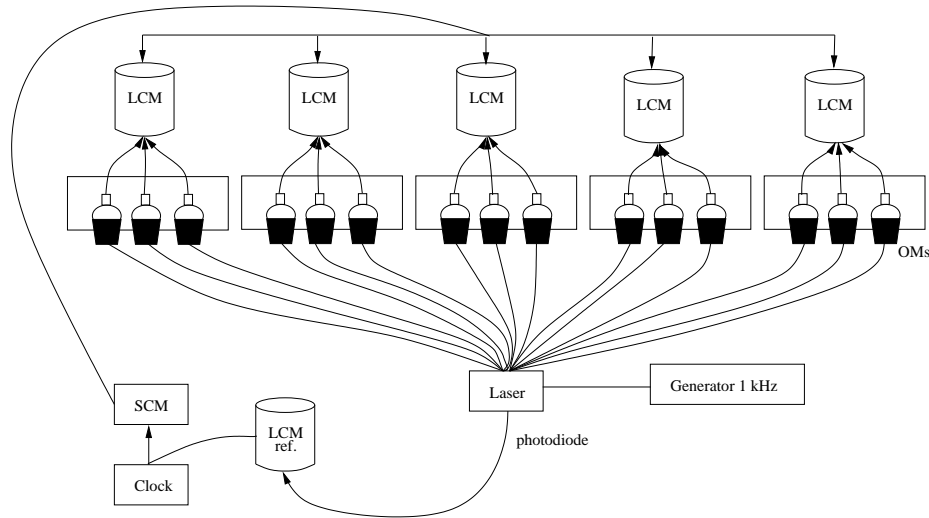 LCM
LCM
LCM
LCM
LCM
OMs
Laser
Generator 1 kHz
SCM
LCM
ref.
photodiode
Clock